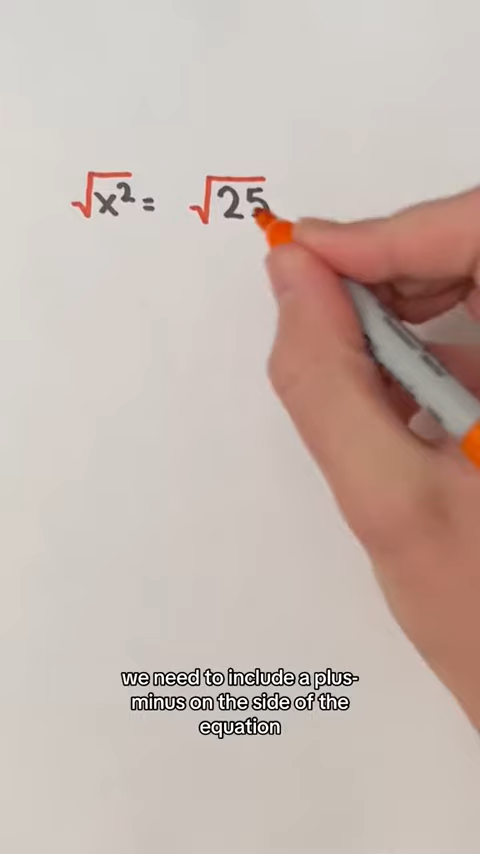 √x² = √25
we need to include a plus-
minus on the side of the
equation